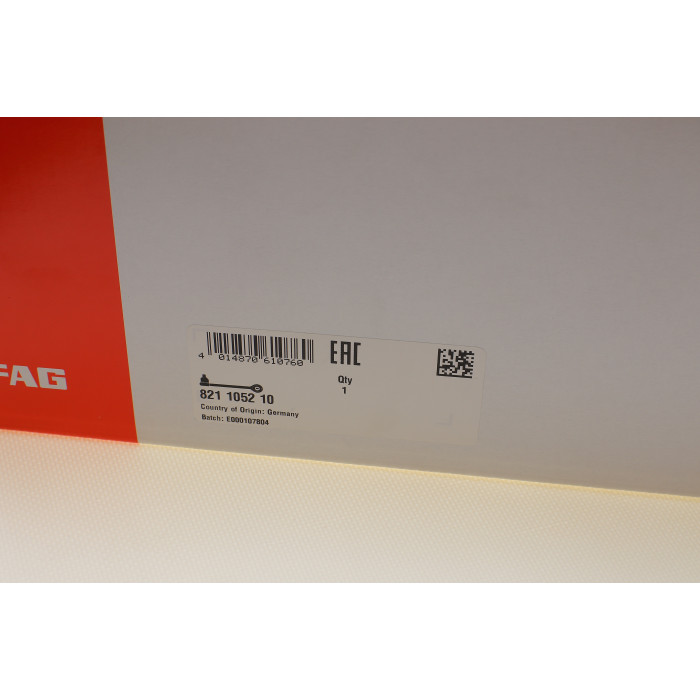 FAG
4 014870 610760
EAC
Qty
1
821 1052 10
Country of Origin: Germany
Batch: E000107804